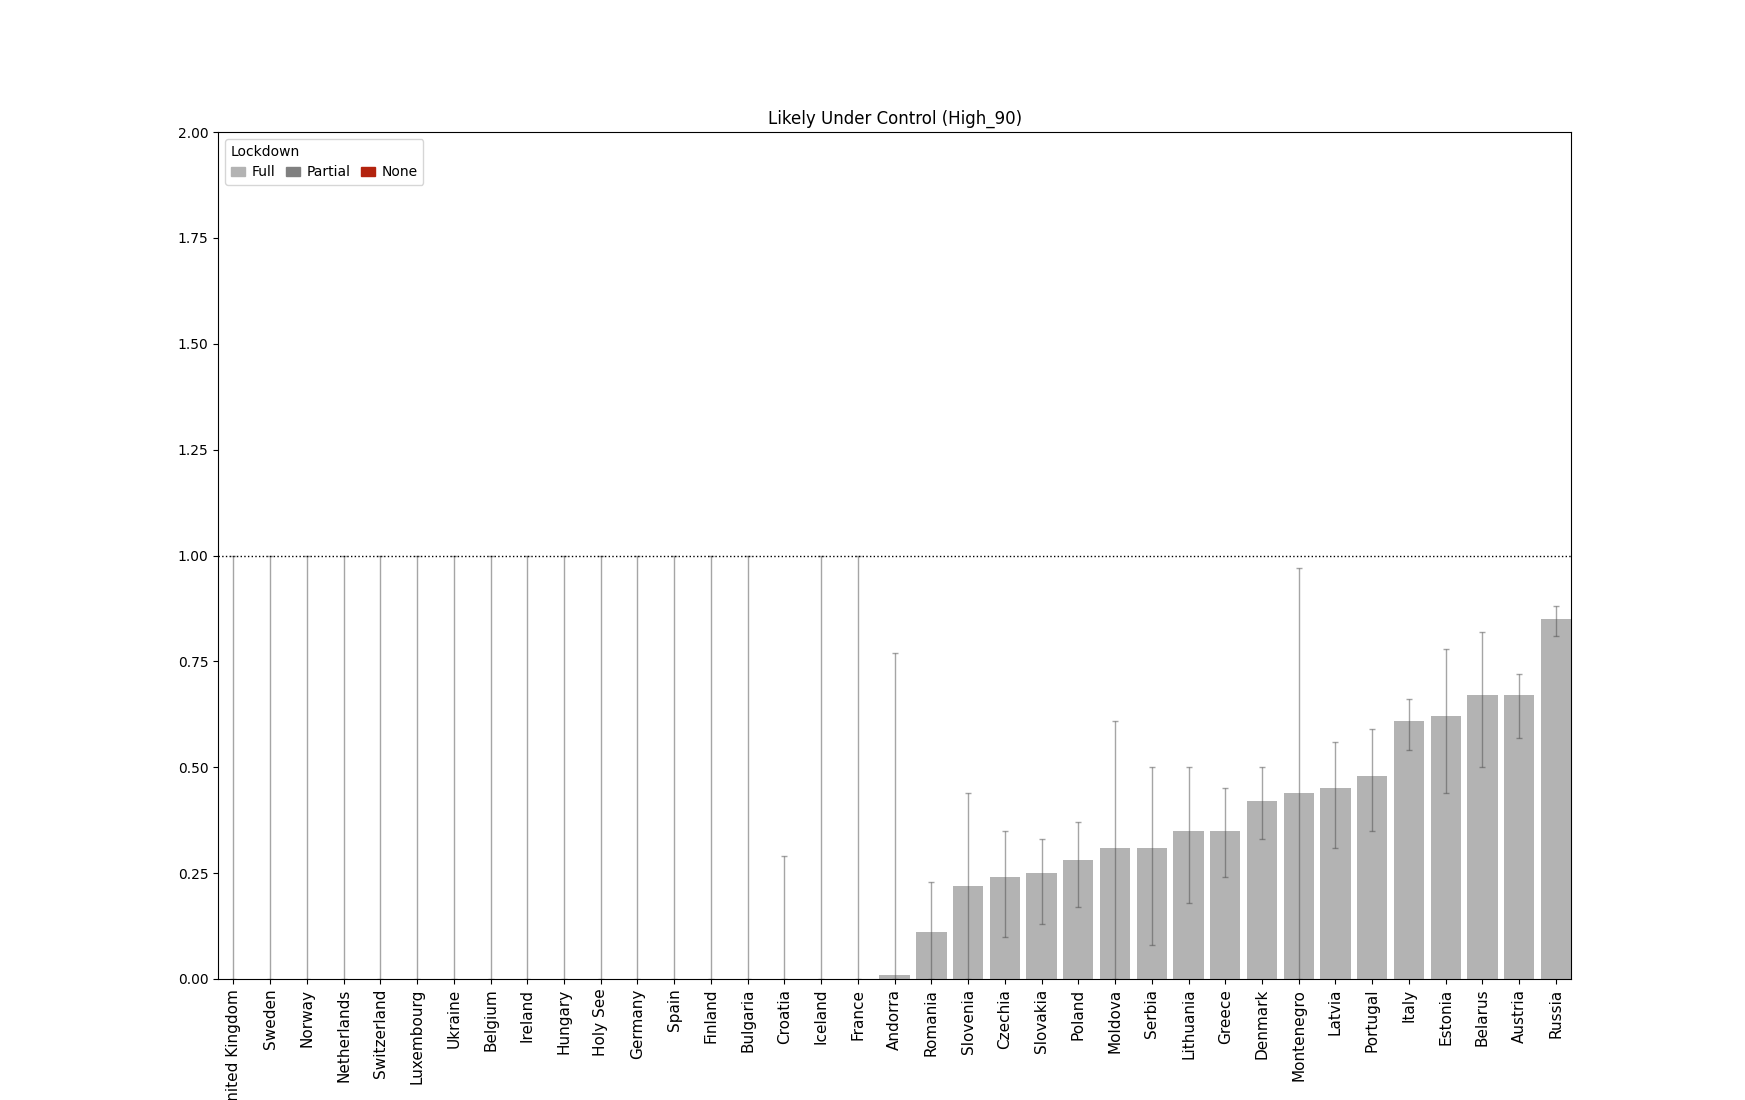 Likely Under Control (High_90)
Lockdown
Full Partial None
2.00
1.75
1.50
1.25
1.00
0.75
0.50
0.25
0.00
nited Kingdom
Sweden
Norway
Netherlands
Switzerland
Luxembourg
Ukraine
Belgium
Ireland
Hungary
Holy See
Germany
Spain
Finland
Bulgaria
Croatia
Iceland
France
Andorra
Romania
Slovenia
Czechia
Slovakia
Poland
Moldova
Serbia
Lithuania
Greece
Denmark
Montenegro
Latvia
Portugal
Italy
Estonia
Belarus
Austria
Russia